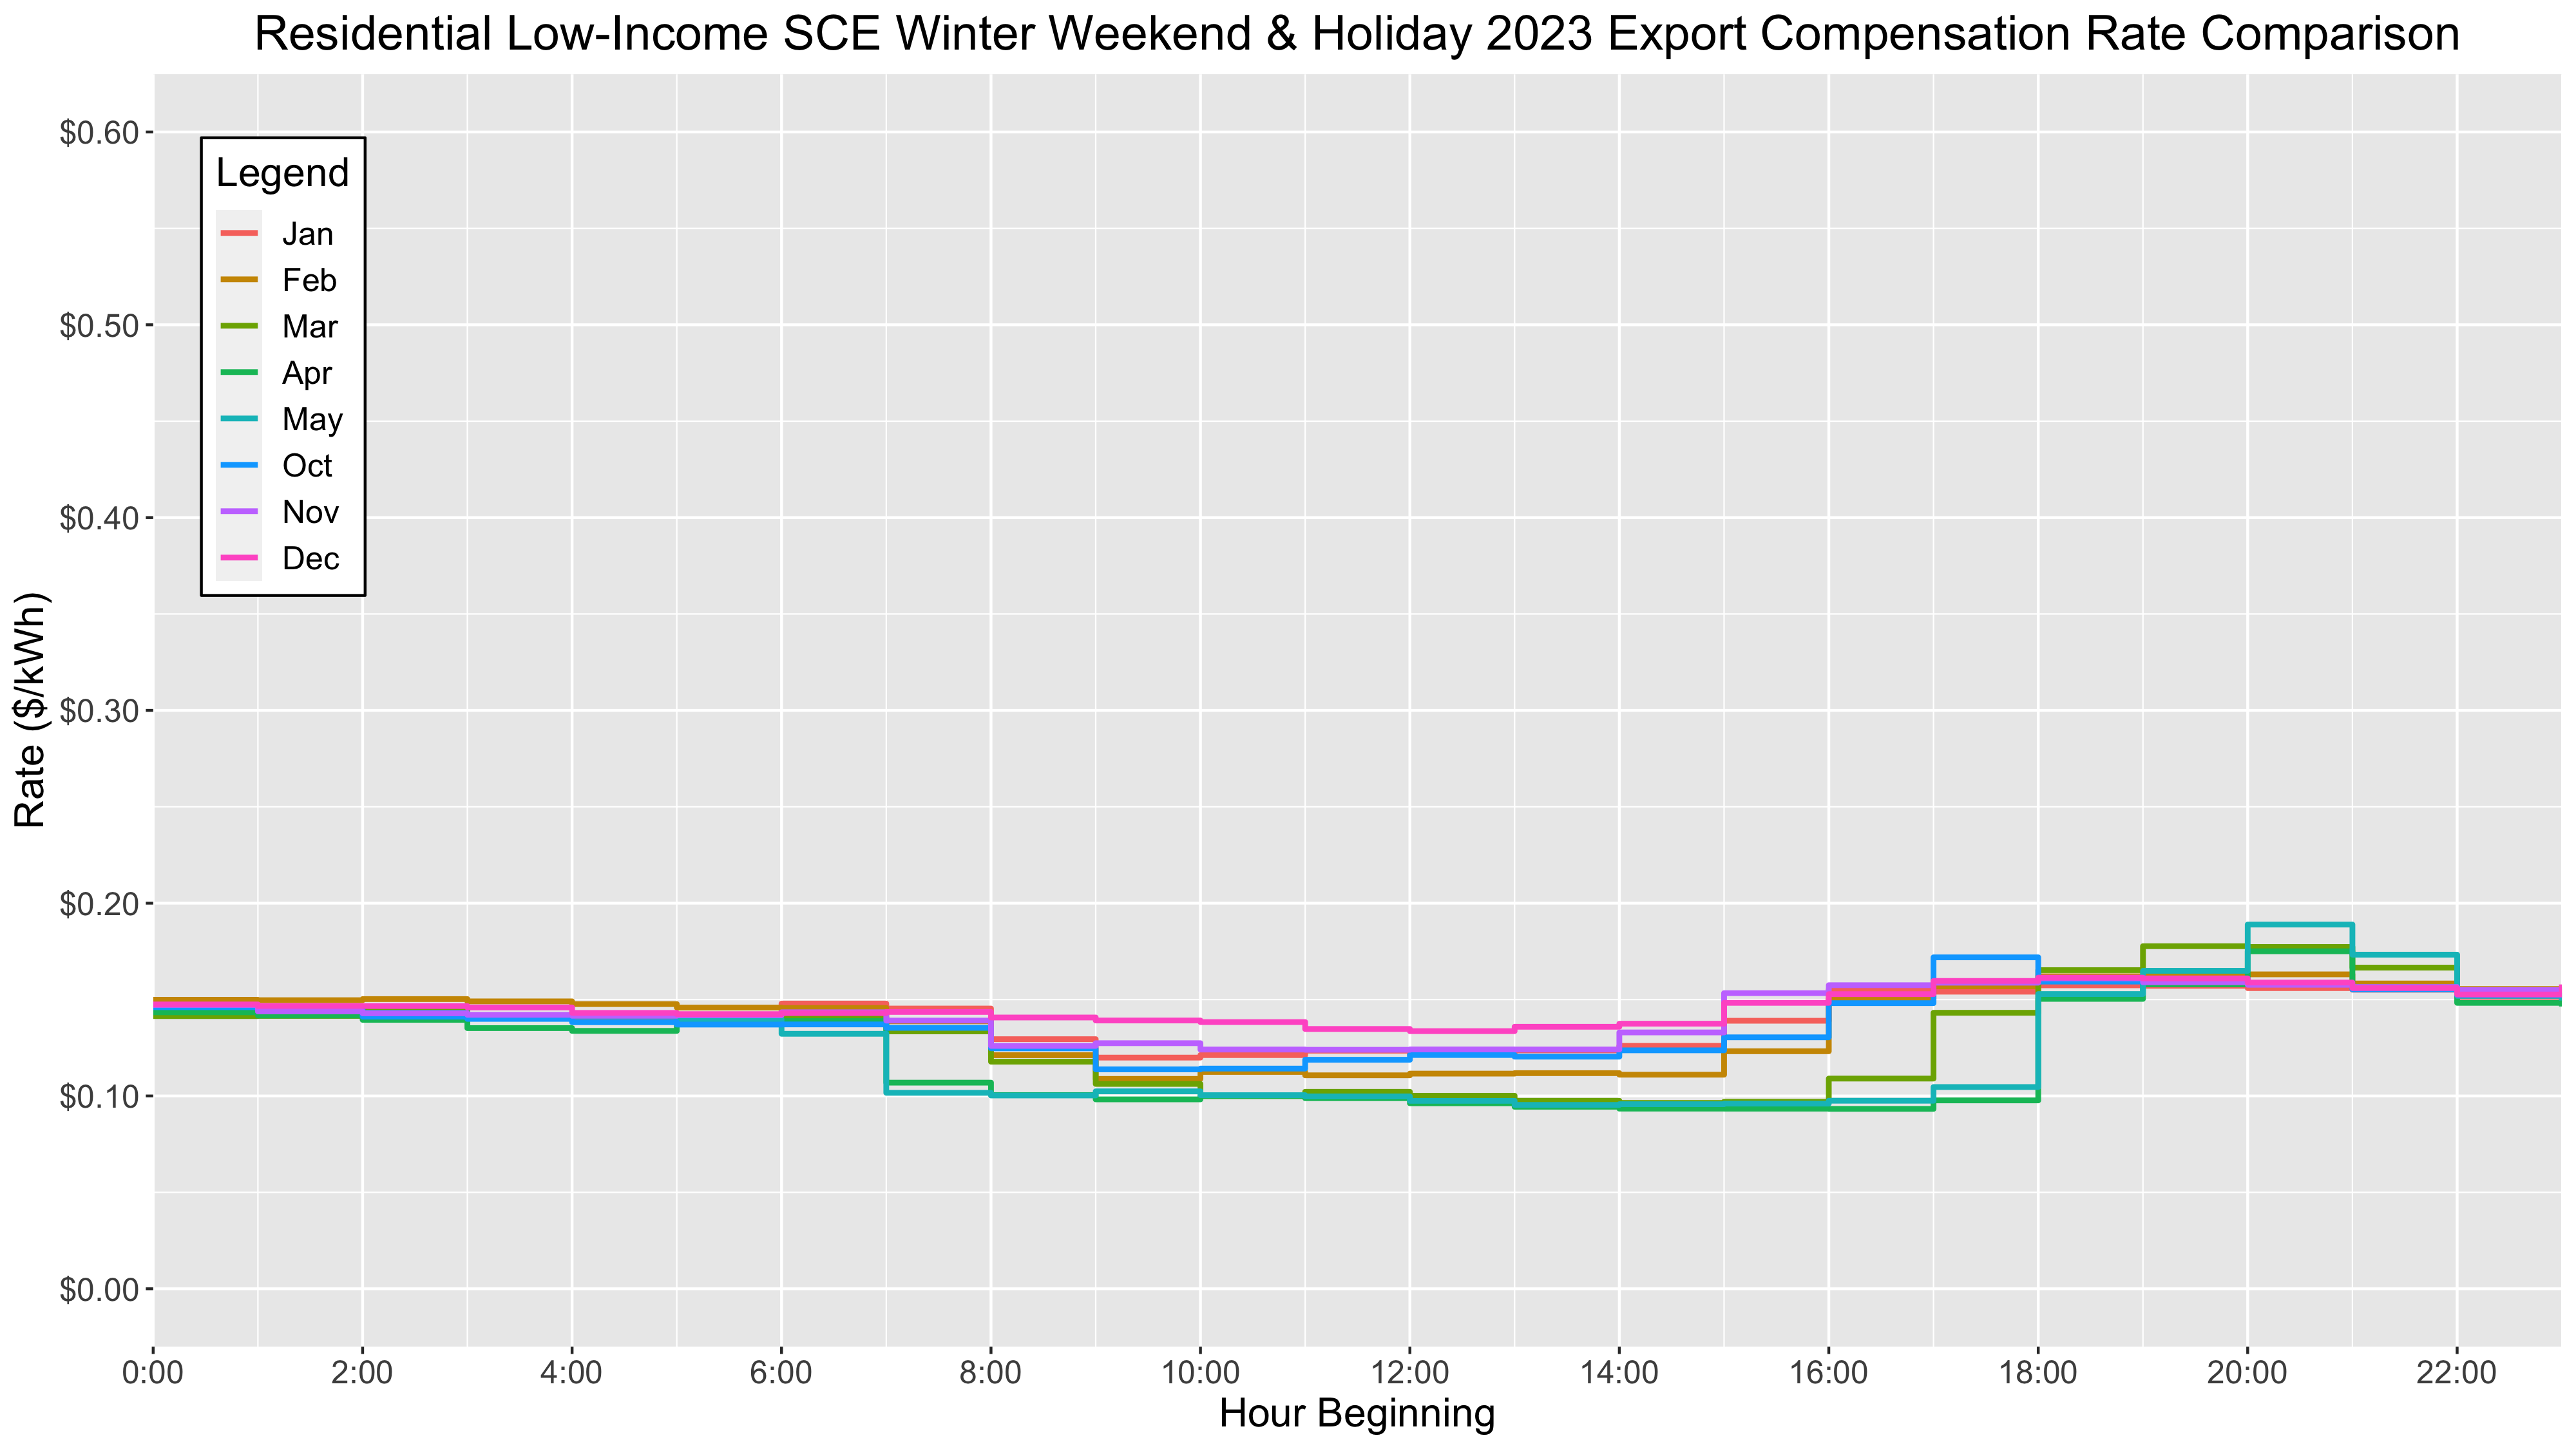 Residential Low-Income SCE Winter Weekend & Holiday 2023 Export Compensation Rate Comparison
Legend
Jan
Feb
Mar
Apr
May
Oct
Nov
Dec
Rate ($/kWh)
$0.60
$0.50
$0.40
$0.30
$0.20
$0.10
$0.00
0:00 2:00 4:00 6:00 8:00 10:00 12:00 14:00 16:00 18:00 20:00 22:00
Hour Beginning